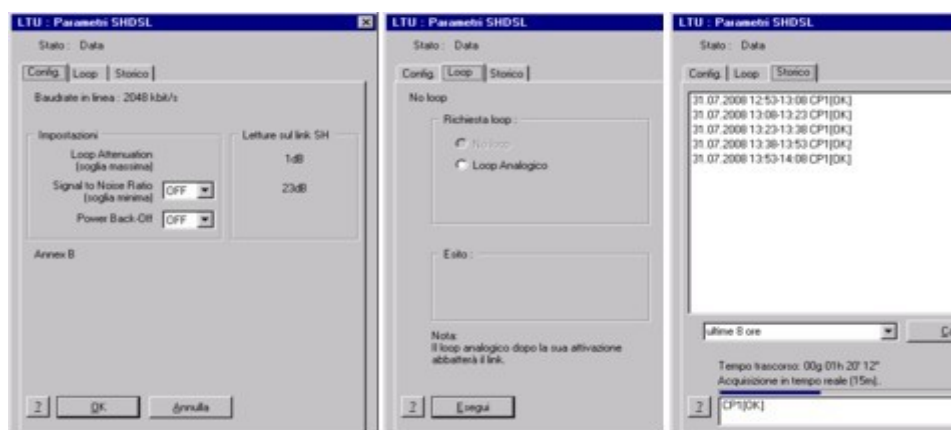 LTU : Parametri SHDSL
Stato : Data
Config. Loop Storico
Baudrate in linea : 2048 kbit/s
Impostazioni
Letture sul link SH
Loop Attenuation
(soglia massima)
1dB
Signal to Noise Ratio
(soglia minima)
OFF
23dB
Power Back-Off
OFF
Annex B
? OK Annulla
LTU : Parametri SHDSL
Stato : Data
Config. Loop Storico
No loop
Richiesta loop :
No loop
Loop Analogico
Esito :
Nota:
Il loop analogico dopo la sua attivazione
abbatterà il link.
? Esegui
LTU : Parametri SHDSL
Stato : Data
Config. Loop Storico
31.07.2008 12:53-13:08 CP1[OK]
31.07.2008 13:08-13:23 CP1[OK]
31.07.2008 13:23-13:38 CP1[OK]
31.07.2008 13:38-13:53 CP1[OK]
31.07.2008 13:53-14:08 CP1[OK]
ultime 8 ore
Tempo trascorso: 00g 01h 20' 12"
Acquisizione in tempo reale (15m)..
? CP1[OK]